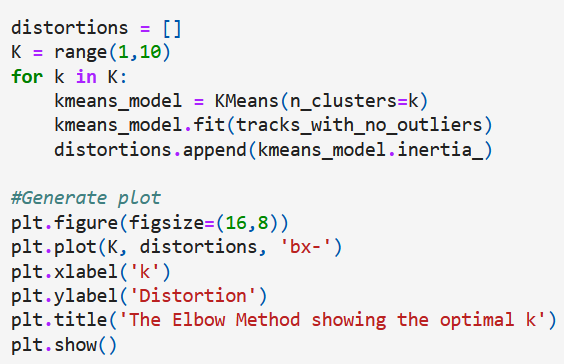 distortions = []
K = range(1,10)
for k in K:
    kmeans_model = KMeans(n_clusters=k)
    kmeans_model.fit(tracks_with_no_outliers)
    distortions.append(kmeans_model.inertia_)

#Generate plot
plt.figure(figsize=(16,8))
plt.plot(K, distortions, 'bx-')
plt.xlabel('k')
plt.ylabel('Distortion')
plt.title('The Elbow Method showing the optimal k')
plt.show()